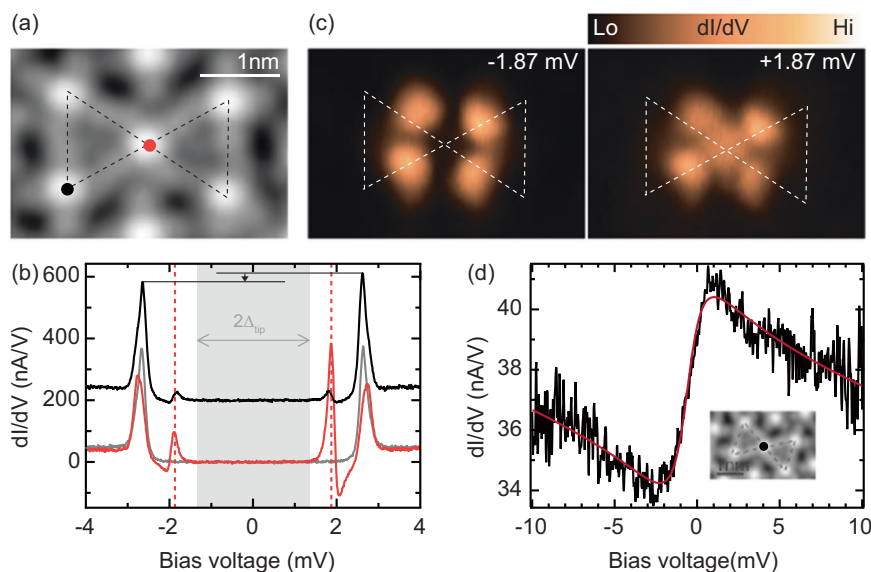 (a)
1nm
(c)
Lo dI/dV Hi
-1.87 mV
+1.87 mV
(b)
600
400
200
0
dI/dV (nA/V)
2Δtip
-4 -2 0 2 4
Bias voltage (mV)
(d)
40
38
36
34
dI/dV (nA/V)
-10 -5 0 5 10
Bias voltage(mV)